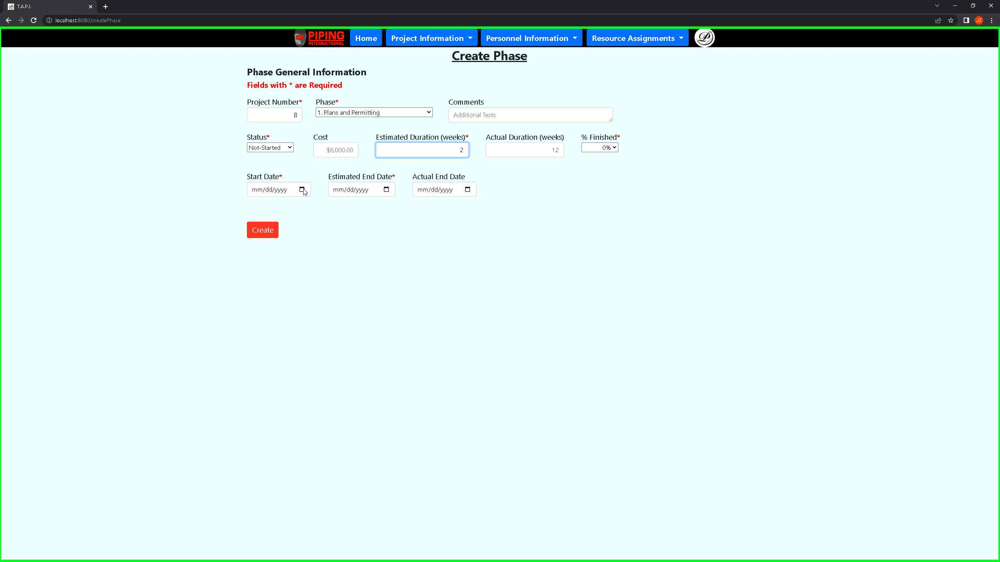 T.A.P.I.
localhost:8080/createPhase
JZ
PIPING INTERNATIONAL
Home
Project Information
Personnel Information
Resource Assignments
P
Create Phase
Phase General Information
Fields with * are Required
Project Number* Phase* Comments
8 1. Plans and Permitting Additional Texts
Status* Cost Estimated Duration (weeks)* Actual Duration (weeks) % Finished*
Not-Started $6,000.00 2 12 0%
Start Date* Estimated End Date* Actual End Date
mm/dd/yyyy mm/dd/yyyy mm/dd/yyyy
Create